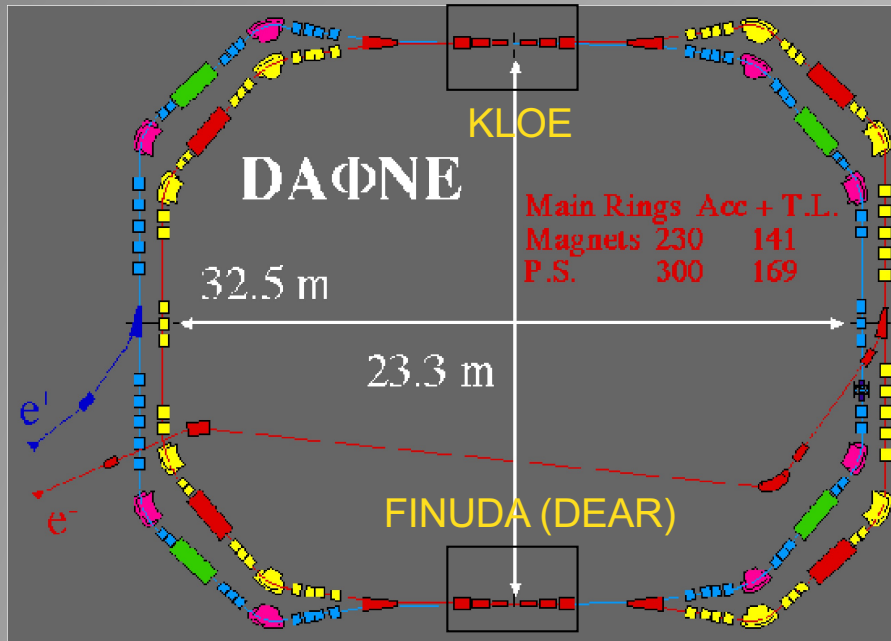 KLOE
DAΦNE
Main Rings Acc + T.L.
Magnets 230 141
P.S. 300 169
32.5 m
23.3 m
e+
e-
FINUDA (DEAR)